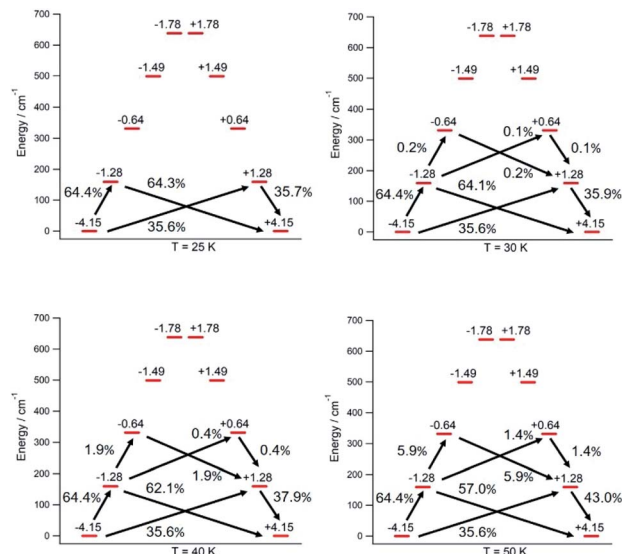 700
600
500
400
300
200
100
0
Energy / cm⁻¹
-1.78 +1.78
-1.49 +1.49
-0.64 +0.64
-1.28 +1.28
64.4% 64.3% 35.7%
-4.15 35.6% +4.15
T = 25 K
700
600
500
400
300
200
100
0
Energy / cm⁻¹
-1.78 +1.78
-1.49 +1.49
-0.64 +0.64
0.2% 0.1% 0.1%
-1.28 0.2% +1.28
64.4% 64.1% 35.9%
-4.15 35.6% +4.15
T = 30 K
700
600
500
400
300
200
100
0
Energy / cm⁻¹
-1.78 +1.78
-1.49 +1.49
-0.64 +0.64
1.9% 0.4% 0.4%
-1.28 1.9% +1.28
64.4% 62.1% 37.9%
-4.15 35.6% +4.15
T = 40 K
700
600
500
400
300
200
100
0
Energy / cm⁻¹
-1.78 +1.78
-1.49 +1.49
-0.64 +0.64
5.9% 1.4% 1.4%
-1.28 5.9% +1.28
64.4% 57.0% 43.0%
-4.15 35.6% +4.15
T = 50 K